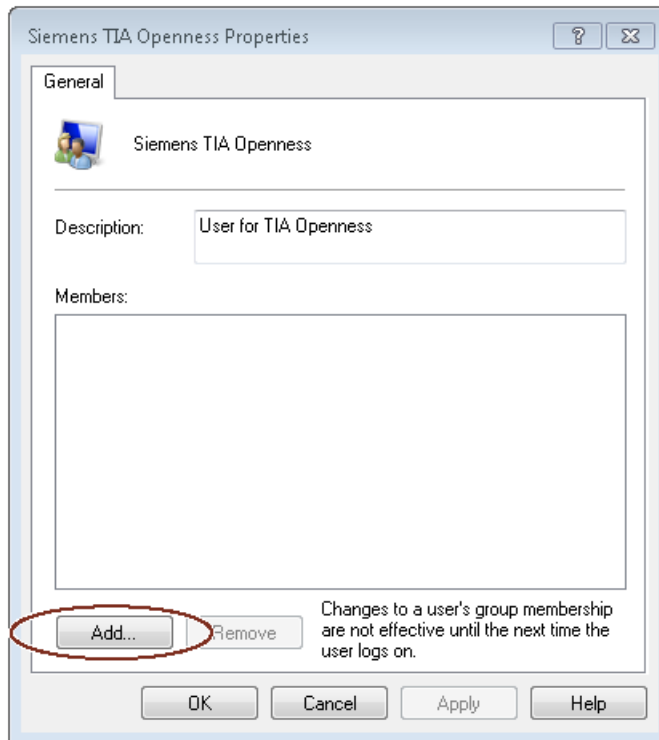 Siemens TIA Openness Properties
General
Siemens TIA Openness
Description:
User for TIA Openness
Members:
Add...
Remove
Changes to a user's group membership
are not effective until the next time the
user logs on.
OK
Cancel
Apply
Help